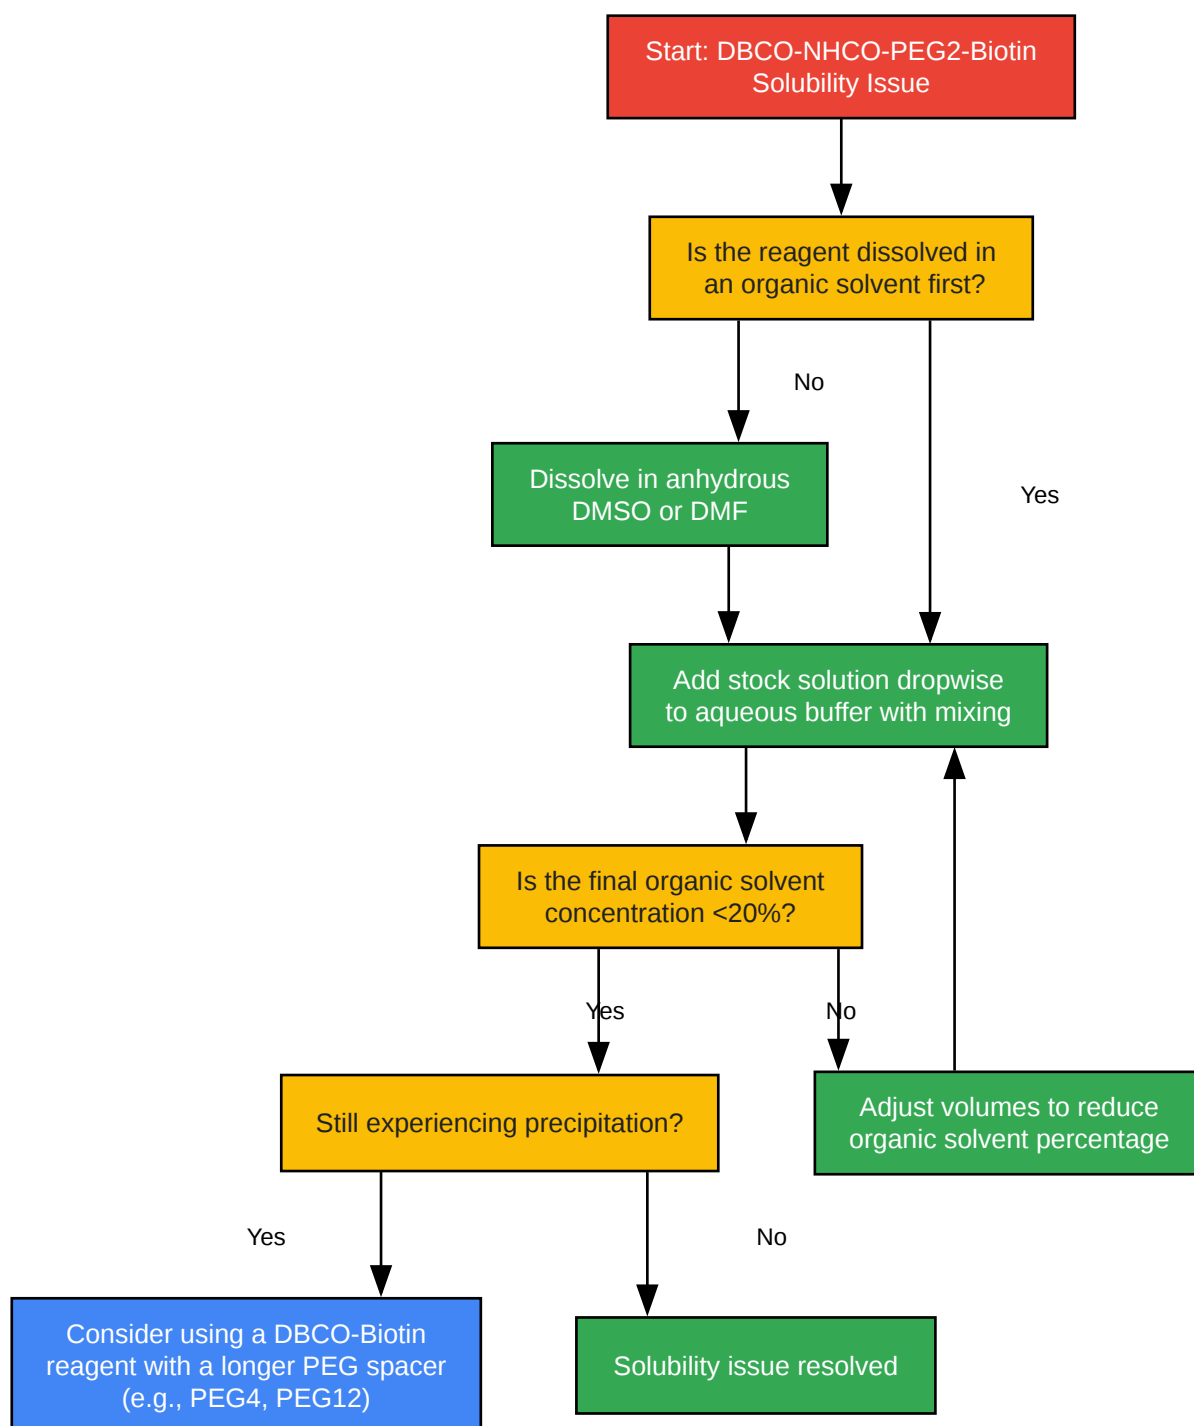 Start: DBCO-NHCO-PEG2-Biotin
Solubility Issue
Is the reagent dissolved in
an organic solvent first?
No
Dissolve in anhydrous
DMSO or DMF
Yes
Add stock solution dropwise
to aqueous buffer with mixing
Is the final organic solvent
concentration <20%?
Yes
No
Still experiencing precipitation?
Adjust volumes to reduce
organic solvent percentage
Yes
No
Consider using a DBCO-Biotin
reagent with a longer PEG spacer
(e.g., PEG4, PEG12)
Solubility issue resolved